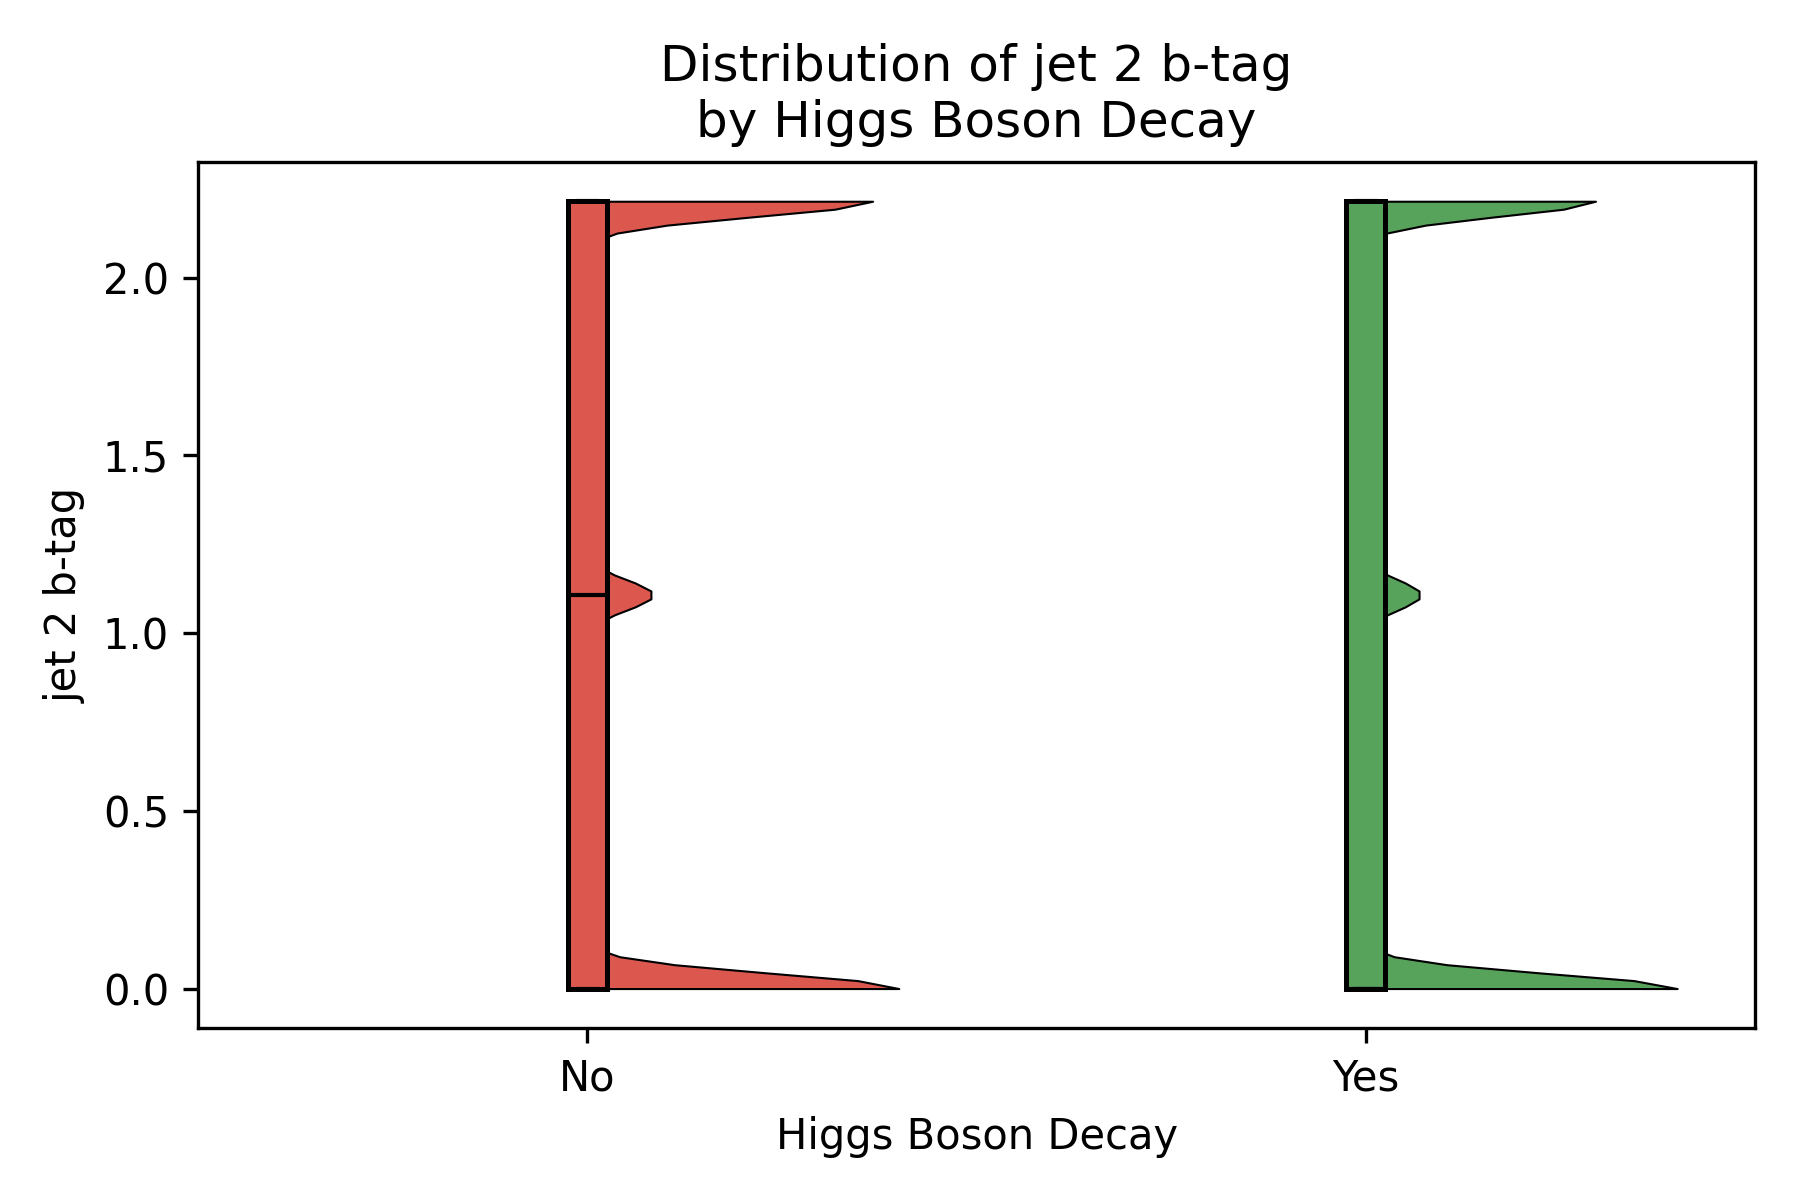 Distribution of jet 2 b-tag
by Higgs Boson Decay
jet 2 b-tag
2.0
1.5
1.0
0.5
0.0
No
Yes
Higgs Boson Decay